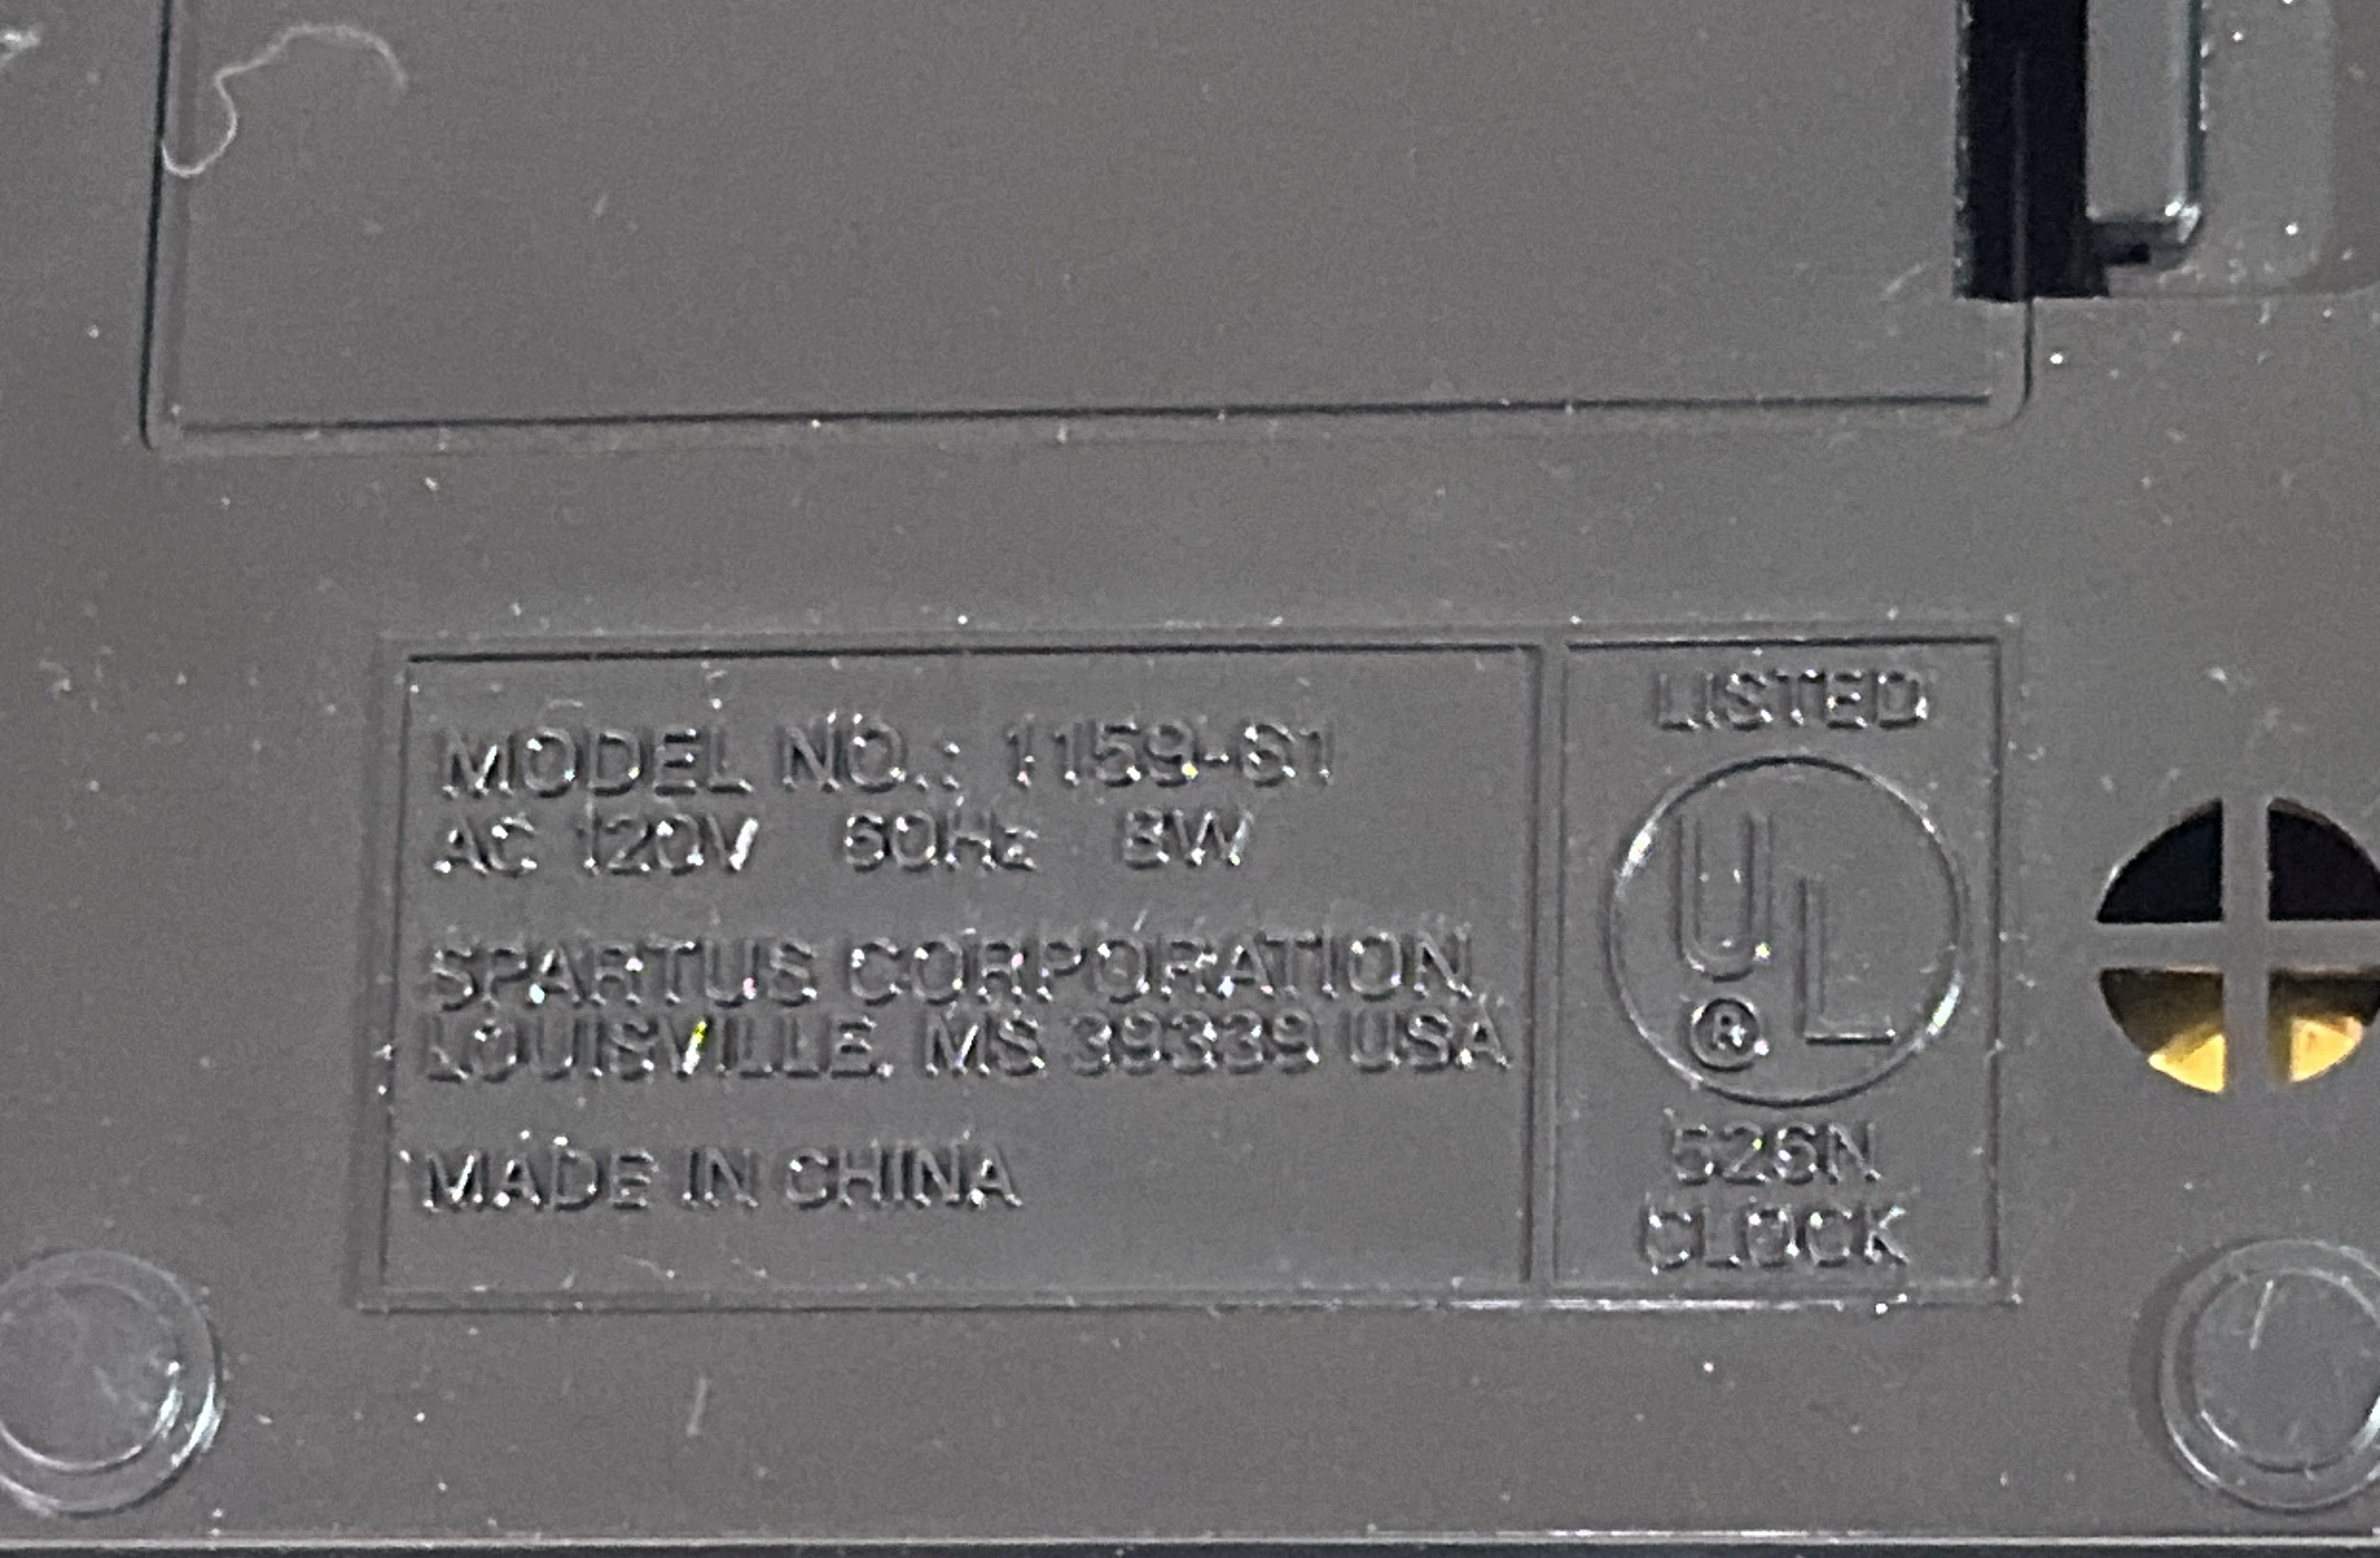 MODEL NO.: 1159-61
AC 120V 60Hz 8W
SPARTUS CORPORATION
LOUISVILLE, MS 39339 USA
MADE IN CHINA
LISTED
UL
®
526N
CLOCK